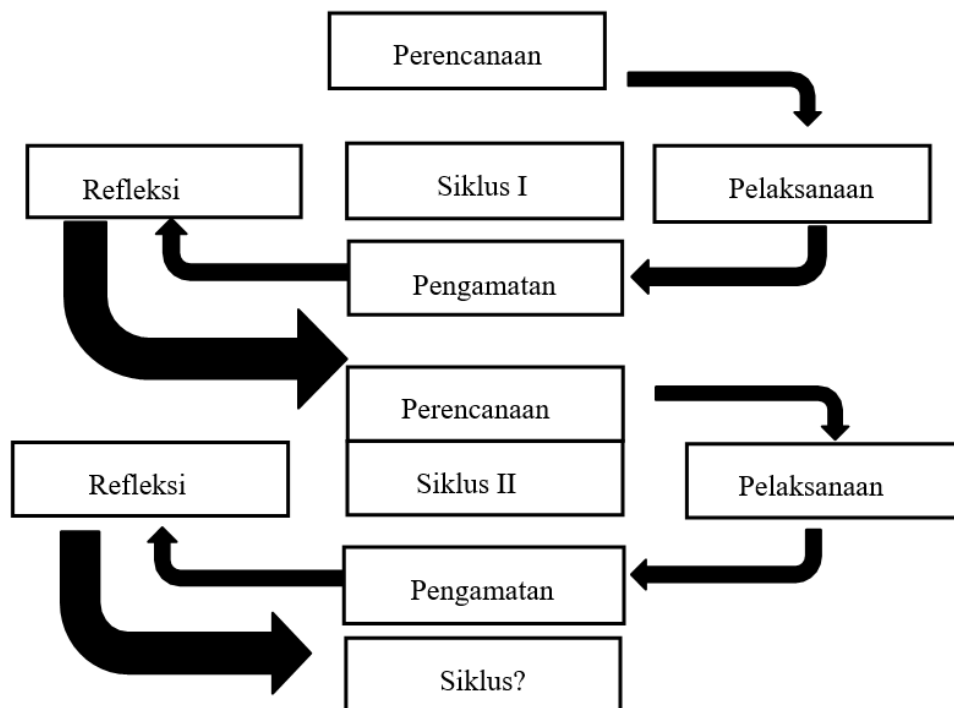 Perencanaan
Refleksi
Siklus I
Pelaksanaan
Pengamatan
Perencanaan
Refleksi
Siklus II
Pelaksanaan
Pengamatan
Siklus?